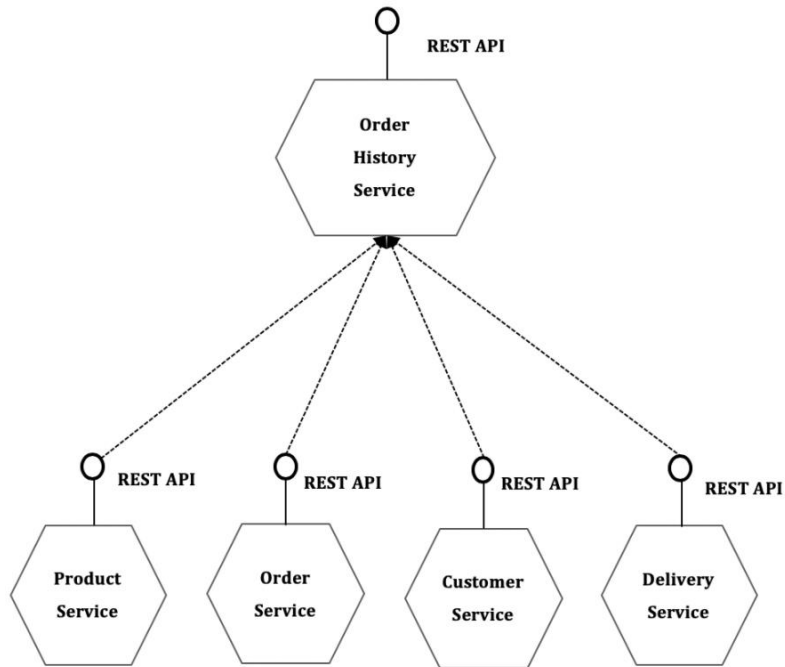 REST API
Order
History
Service
REST API
REST API
REST API
REST API
Product
Service
Order
Service
Customer
Service
Delivery
Service